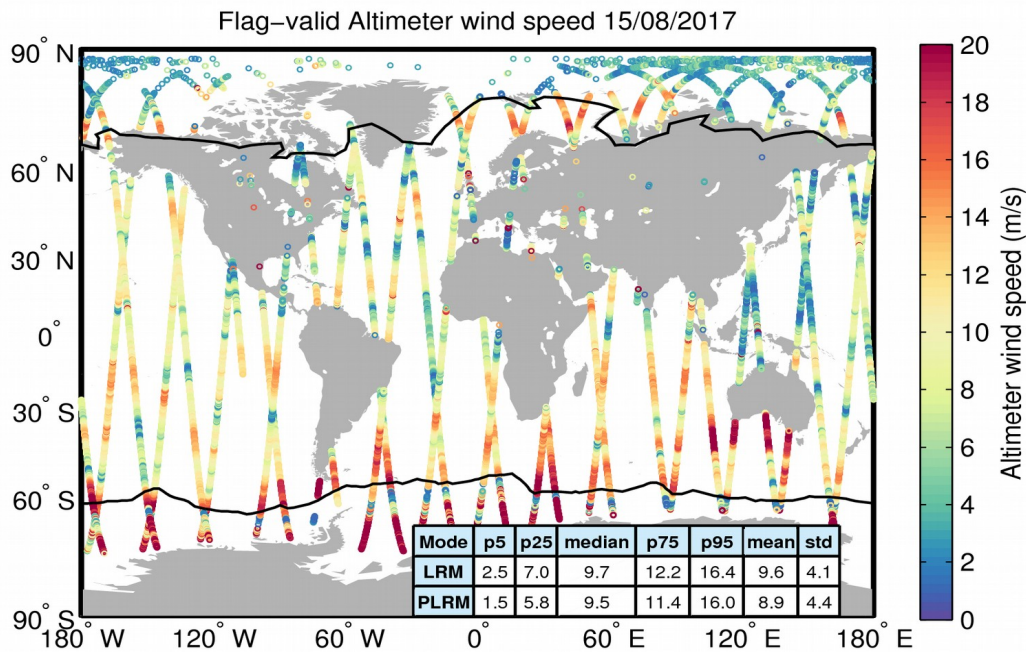 Flag−valid Altimeter wind speed 15/08/2017
90° N
60° N
30° N
0°
30° S
60° S
90° S
180° W
120° W
60° W
0°
60° E
120° E
180° E
20
18
16
14
12
10
8
6
4
2
0
Altimeter wind speed (m/s)
Mode p5 p25 median p75 p95 mean std
LRM 2.5 7.0 9.7 12.2 16.4 9.6 4.1
PLRM 1.5 5.8 9.5 11.4 16.0 8.9 4.4